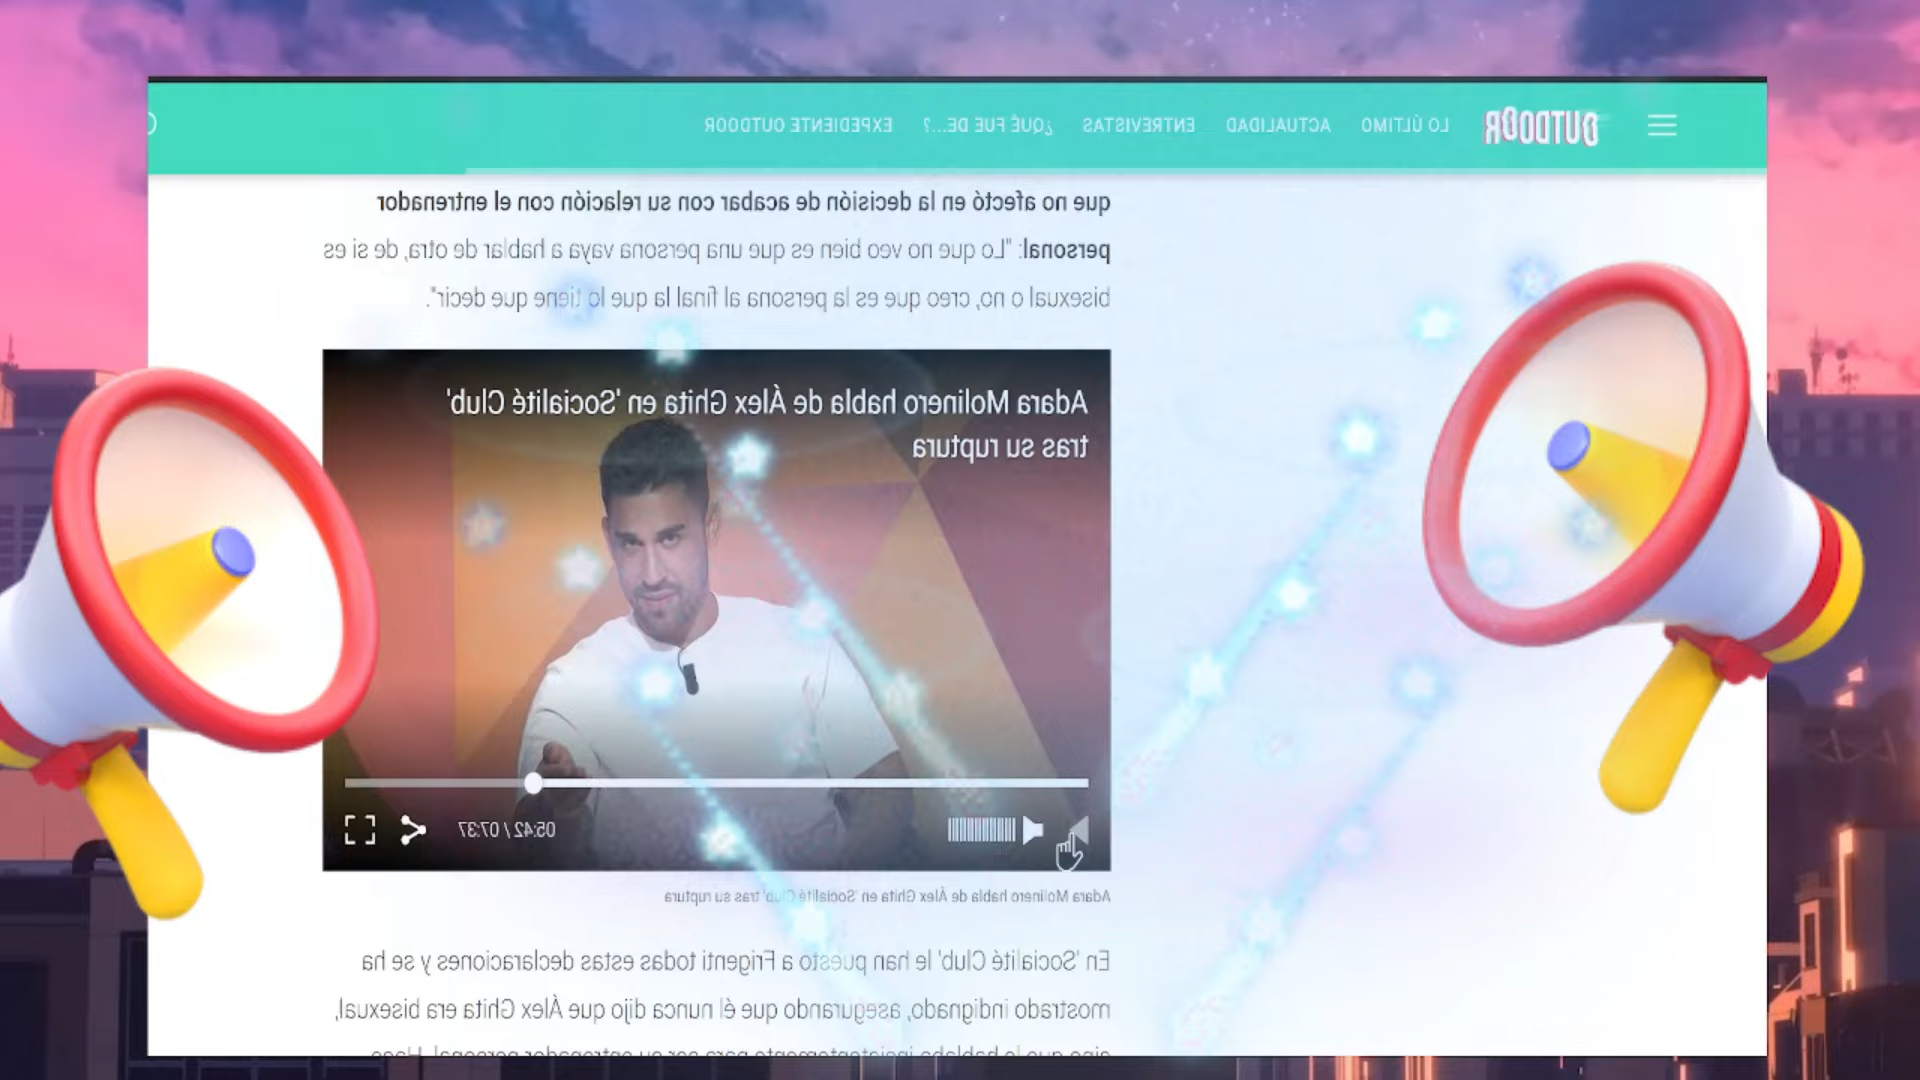 OUTDOOR
LO ÚLTIMO
ACTUALIDAD
ENTREVISTAS
¿QUÉ FUE DE...?
EXPEDIENTE OUTDOOR
que no afectó en la decisión de acabar con su relación con el entrenador
personal: "Lo que no veo bien es que una persona vaya a hablar de otra, de si es
bisexual o no, creo que es la persona al final la que lo tiene que decir".
Adara Molinero habla de Álex Ghita en 'Socialité Club'
tras su ruptura
05:42 / 07:37
Adara Molinero habla de Álex Ghita en 'Socialité Club' tras su ruptura
En 'Socialité Club' le han puesto a Frigenti todas estas declaraciones y se ha
mostrado indignado, asegurando que él nunca dijo que Álex Ghita era bisexual,